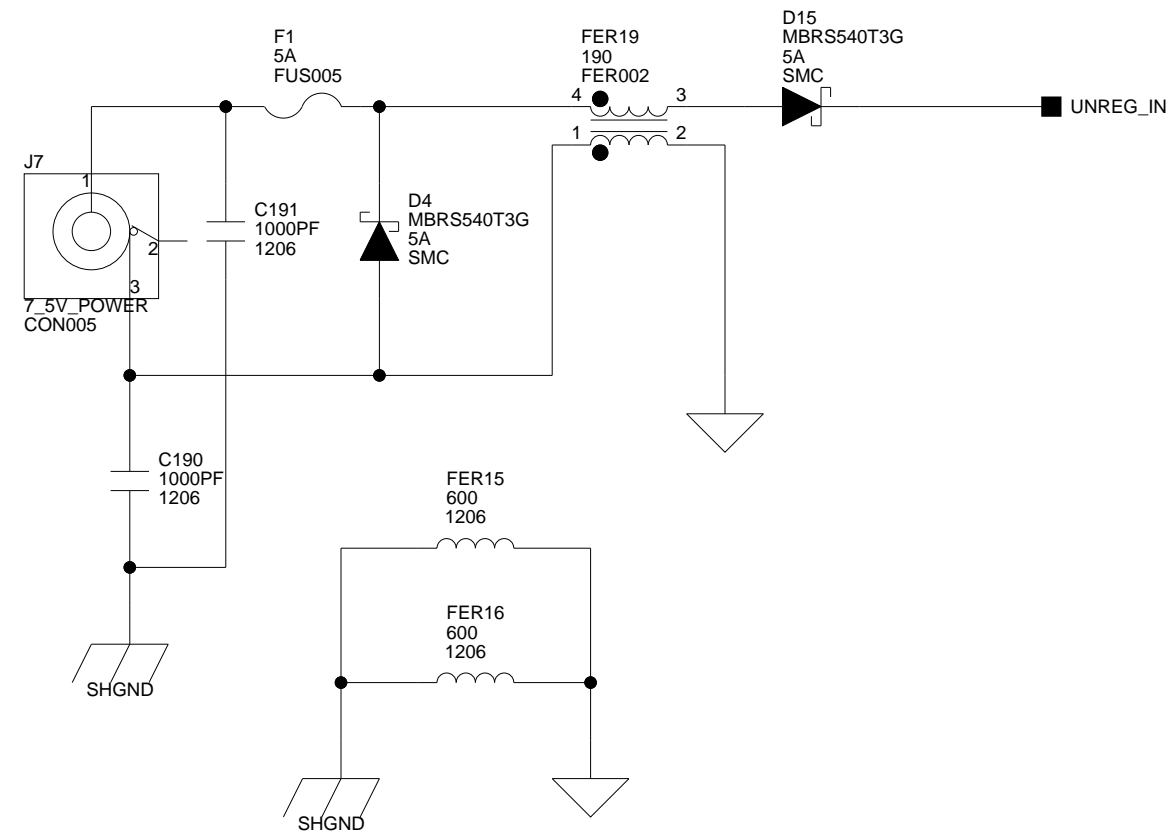 F1
5A
FUS005
FER19
190
FER002
D15
MBRS540T3G
5A
SMC
4
3
UNREG_IN
1
2
J7
1
2
3
7_5V_POWER
CON005
C191
1000PF
1206
D4
MBRS540T3G
5A
SMC
C190
1000PF
1206
FER15
600
1206
FER16
600
1206
SHGND
SHGND